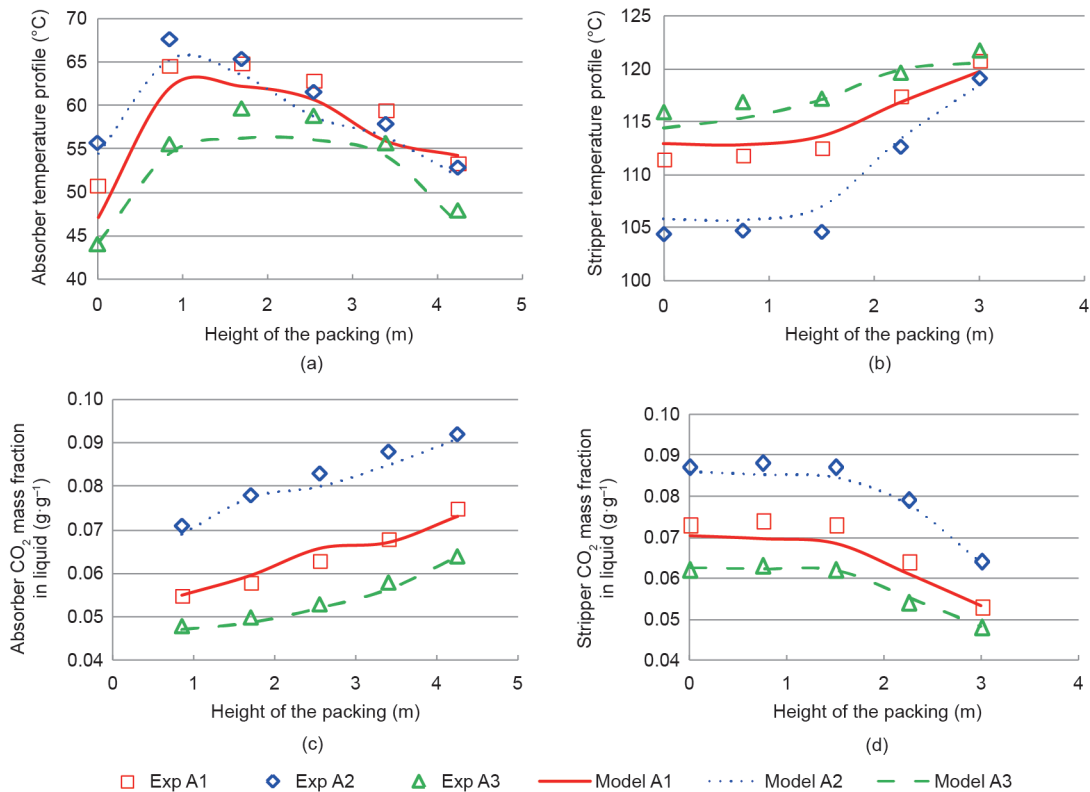 Absorber temperature profile (°C)
70
65
60
55
50
45
40
0
1
2
3
4
5
Height of the packing (m)
(a)
Stripper temperature profile (°C)
125
120
115
110
105
100
0
1
2
3
4
Height of the packing (m)
(b)
Absorber CO₂ mass fraction
in liquid (g·g⁻¹)
0.10
0.09
0.08
0.07
0.06
0.05
0.04
0
1
2
3
4
5
Height of the packing (m)
(c)
Stripper CO₂ mass fraction
in liquid (g·g⁻¹)
0.10
0.09
0.08
0.07
0.06
0.05
0.04
0
1
2
3
4
Height of the packing (m)
(d)
Exp A1
Exp A2
Exp A3
Model A1
Model A2
Model A3